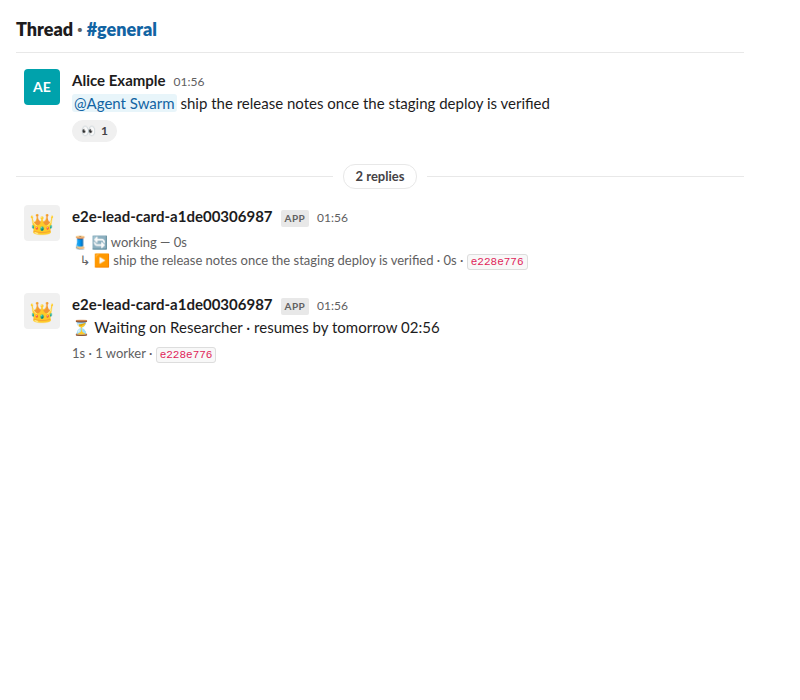 Thread • #general
AE
Alice Example 01:56
@Agent Swarm ship the release notes once the staging deploy is verified
👀 1
2 replies
e2e-lead-card-a1de00306987 APP 01:56
🧵 🔄 working — 0s
↳ ▶️ ship the release notes once the staging deploy is verified · 0s · e228e776
e2e-lead-card-a1de00306987 APP 01:56
⏳ Waiting on Researcher · resumes by tomorrow 02:56
1s · 1 worker · e228e776